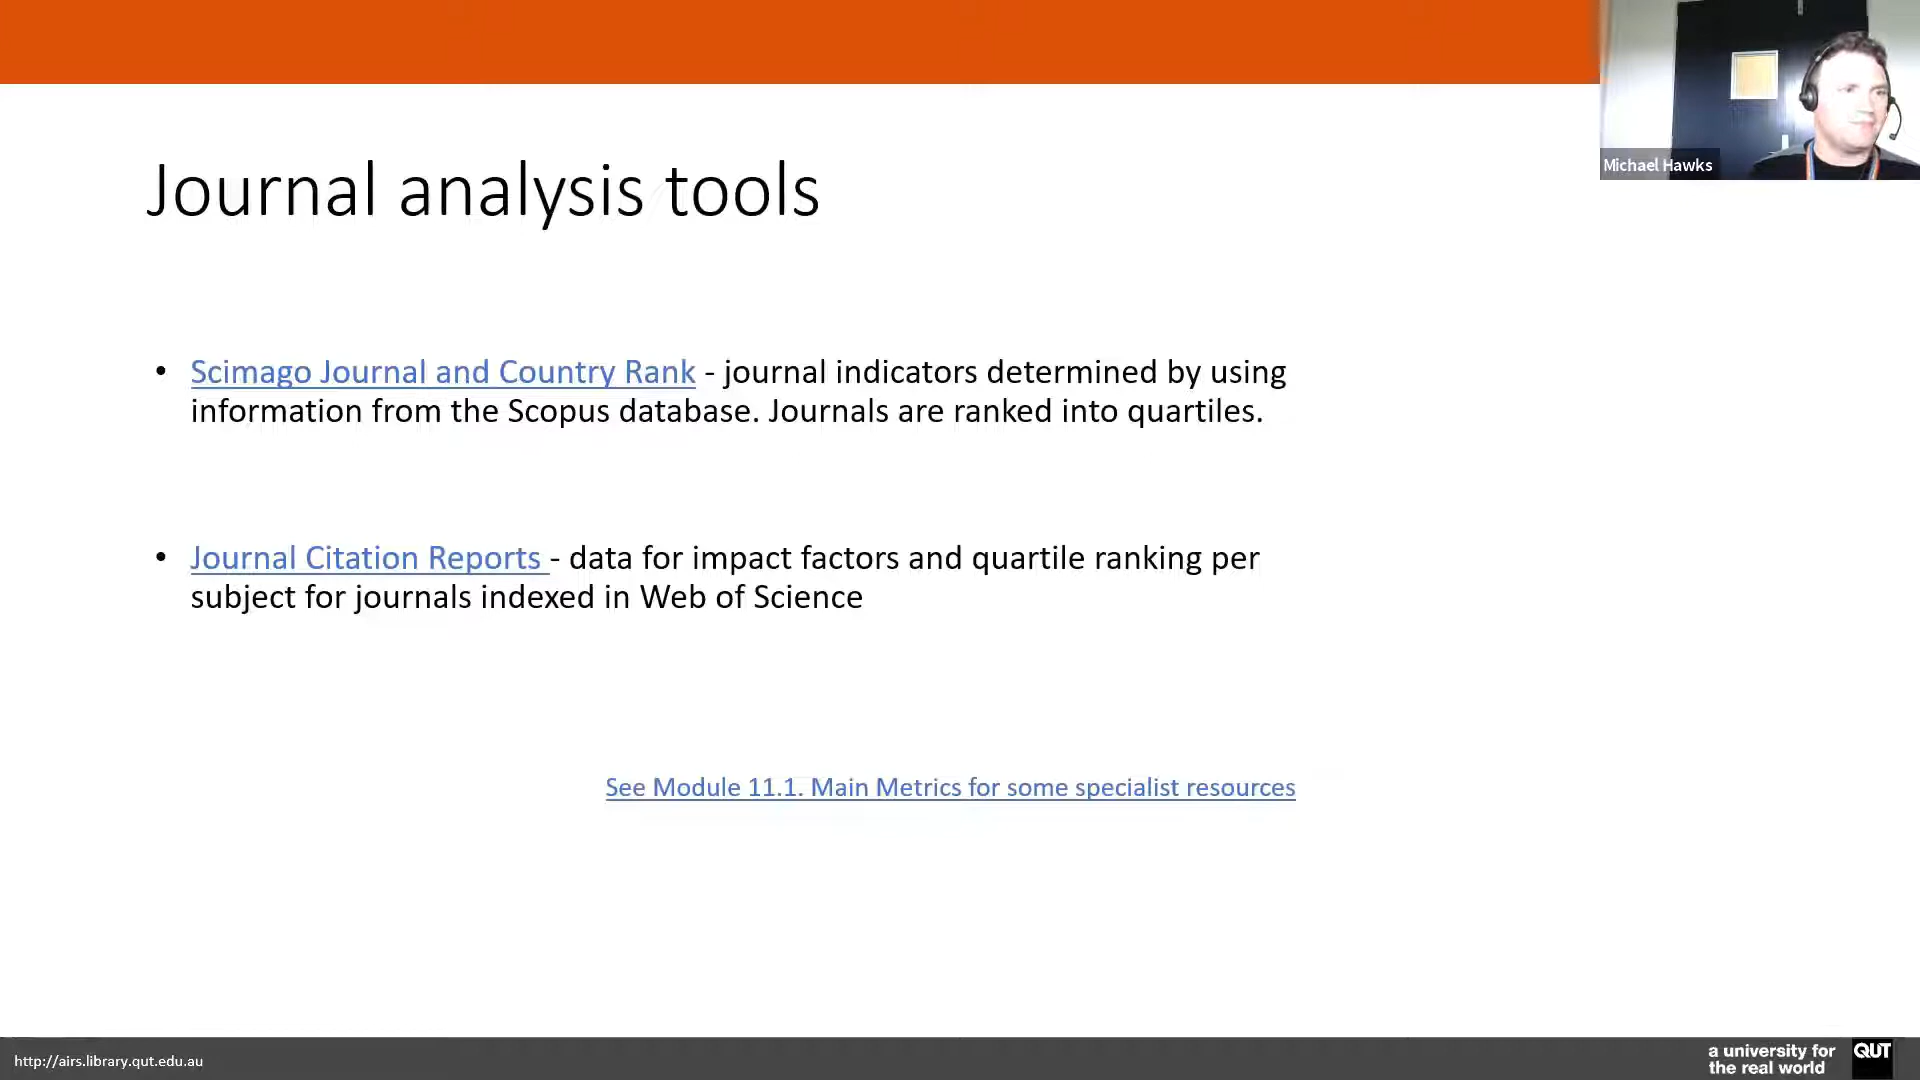 Michael Hawks
Journal analysis tools
• Scimago Journal and Country Rank - journal indicators determined by using
information from the Scopus database. Journals are ranked into quartiles.
• Journal Citation Reports - data for impact factors and quartile ranking per
subject for journals indexed in Web of Science
See Module 11.1. Main Metrics for some specialist resources
http://airs.library.qut.edu.au
a university for
the real world
QUT